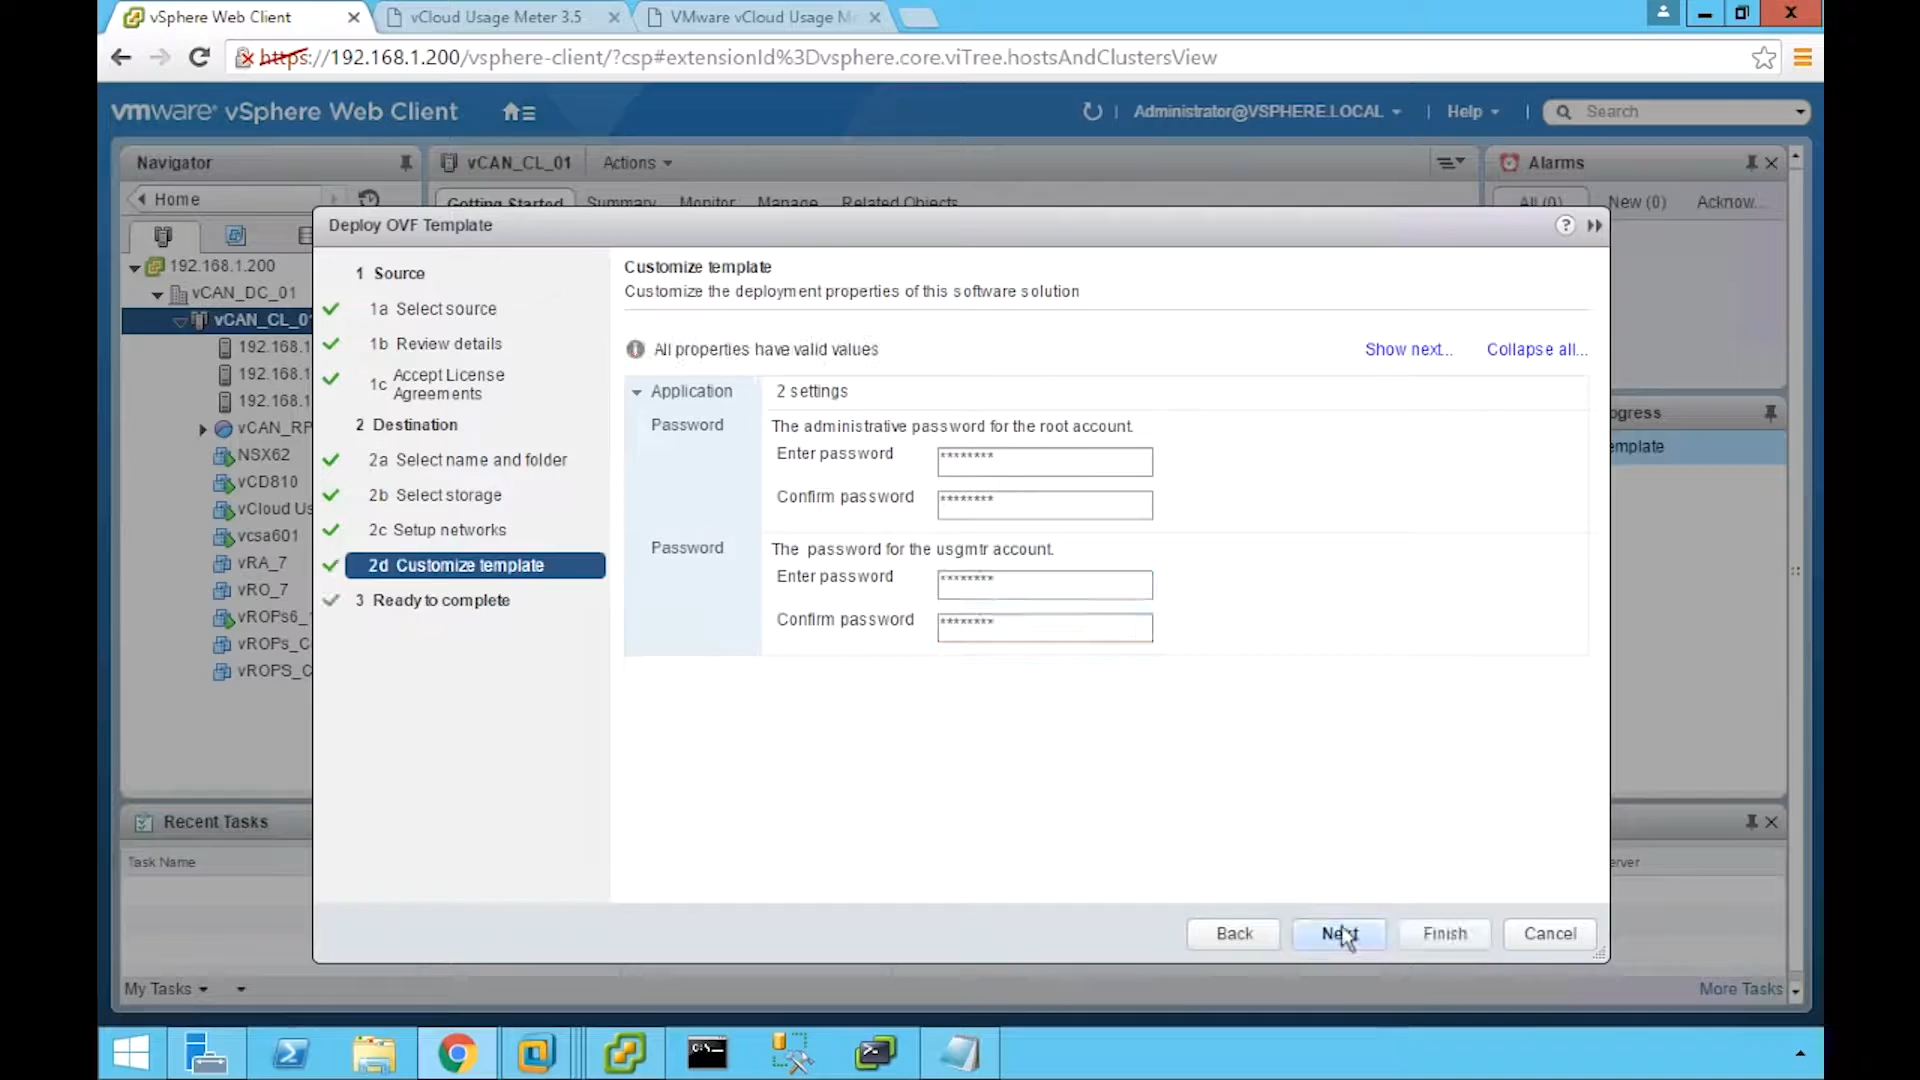 vSphere Web Client
vCloud Usage Meter 3.5
VMware vCloud Usage M
https://192.168.1.200/vsphere-client/?csp#extensionId%3Dvsphere.core.viTree.hostsAndClustersView
vmware vSphere Web Client
Administrator@VSPHERE.LOCAL
Help
Search
Navigator
vCAN_CL_01
Actions
Alarms
Home
Getting Started
Summary
Monitor
Manage
Related Objects
All (0)
New (0)
Acknow...
192.168.1.200
vCAN_DC_01
vCAN_CL_0
192.168.1
192.168.1
192.168.1
vCAN_RP
NSX62
vCD810
vCloud Us
vcsa601
vRA_7
vRO_7
vROPs6_
vROPs_C
vROPS_C
Deploy OVF Template
?
1 Source
1a Select source
1b Review details
1c Accept License
Agreements
2 Destination
2a Select name and folder
2b Select storage
2c Setup networks
2d Customize template
3 Ready to complete
Customize template
Customize the deployment properties of this software solution
All properties have valid values
Show next...
Collapse all...
Application
2 settings
Password
The administrative password for the root account.
Enter password
********
Confirm password
********
Password
The password for the usgmtr account.
Enter password
********
Confirm password
********
Back
Next
Finish
Cancel
ogress
emplate
Recent Tasks
Task Name
erver
My Tasks
More Tasks
C:\_